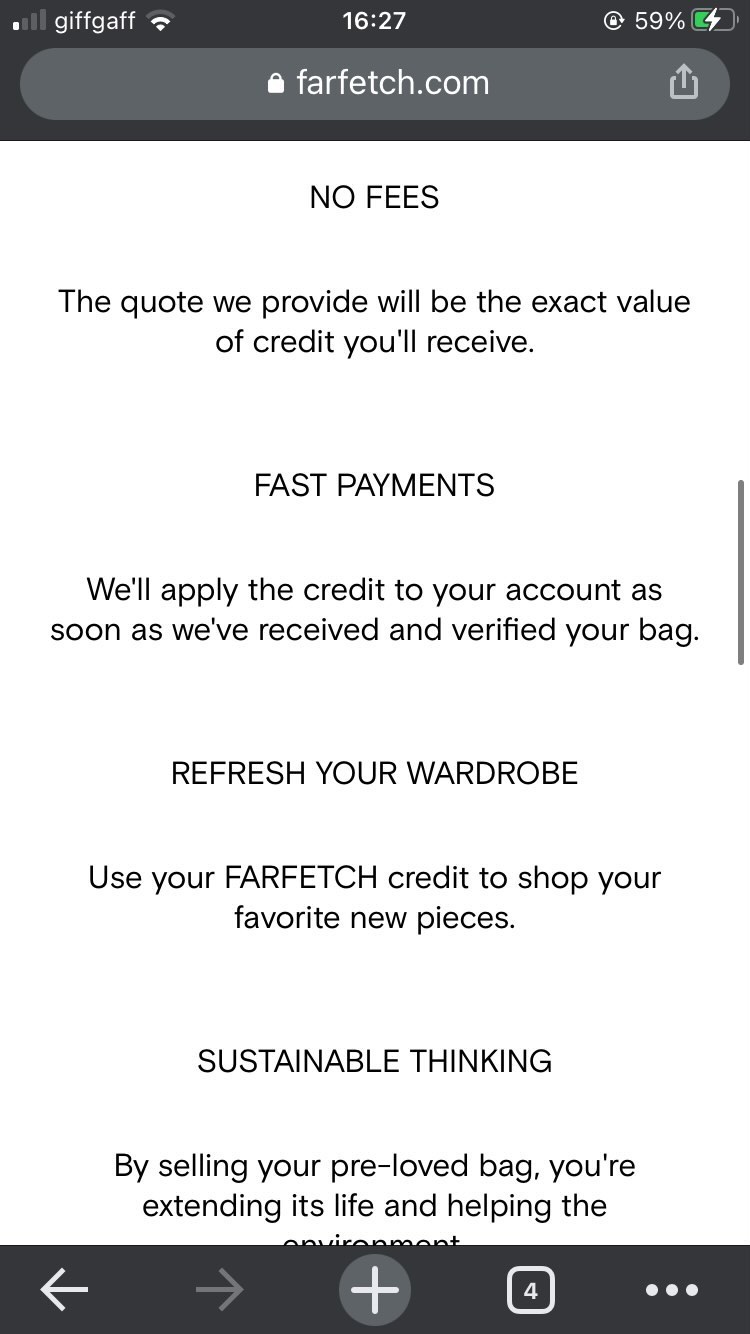 giffgaff 16:27 59%
farfetch.com
NO FEES
The quote we provide will be the exact value
of credit you'll receive.
FAST PAYMENTS
We'll apply the credit to your account as
soon as we've received and verified your bag.
REFRESH YOUR WARDROBE
Use your FARFETCH credit to shop your
favorite new pieces.
SUSTAINABLE THINKING
By selling your pre-loved bag, you're
extending its life and helping the
environment
4